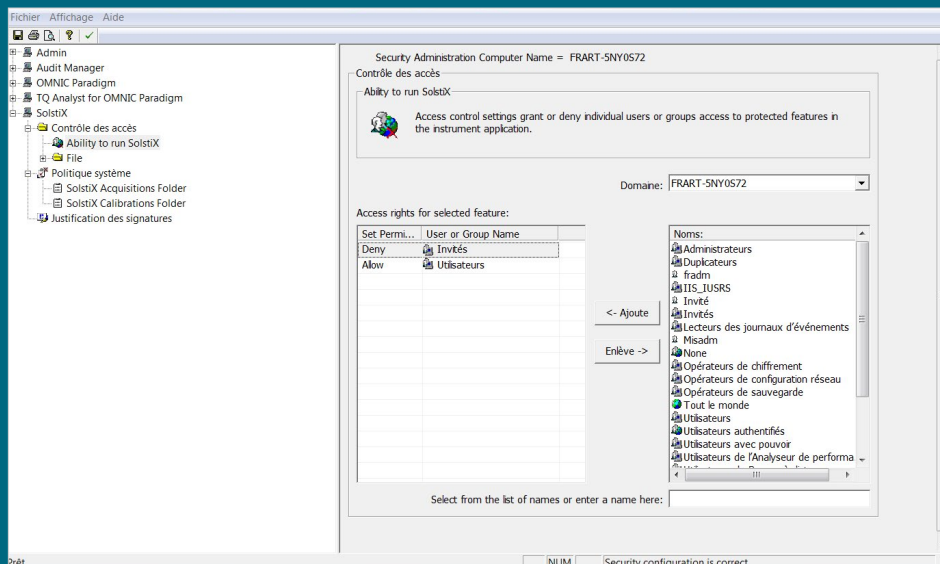 Fichier Affichage Aide
Admin
Audit Manager
OMNIC Paradigm
TQ Analyst for OMNIC Paradigm
SolstiX
Contrôle des accès
Ability to run SolstiX
File
Politique système
SolstiX Acquisitions Folder
SolstiX Calibrations Folder
Justification des signatures
Security Administration Computer Name = FRART-5NY0S72
Contrôle des accès
Ability to run SolstiX
Access control settings grant or deny individual users or groups access to protected features in
the instrument application.
Domaine: FRART-5NY0S72
Access rights for selected feature:
Set Permi... User or Group Name
Deny Invités
Allow Utilisateurs
<- Ajoute
Enlève ->
Noms:
Administrateurs
Duplicateurs
fradm
IIS_IUSRS
Invité
Invités
Lecteurs des journaux d'événements
Misadm
None
Opérateurs de chiffrement
Opérateurs de configuration réseau
Opérateurs de sauvegarde
Tout le monde
Utilisateurs
Utilisateurs authentifiés
Utilisateurs avec pouvoir
Utilisateurs de l'Analyseur de performa
Select from the list of names or enter a name here:
Prêt NUM Security configuration is correct